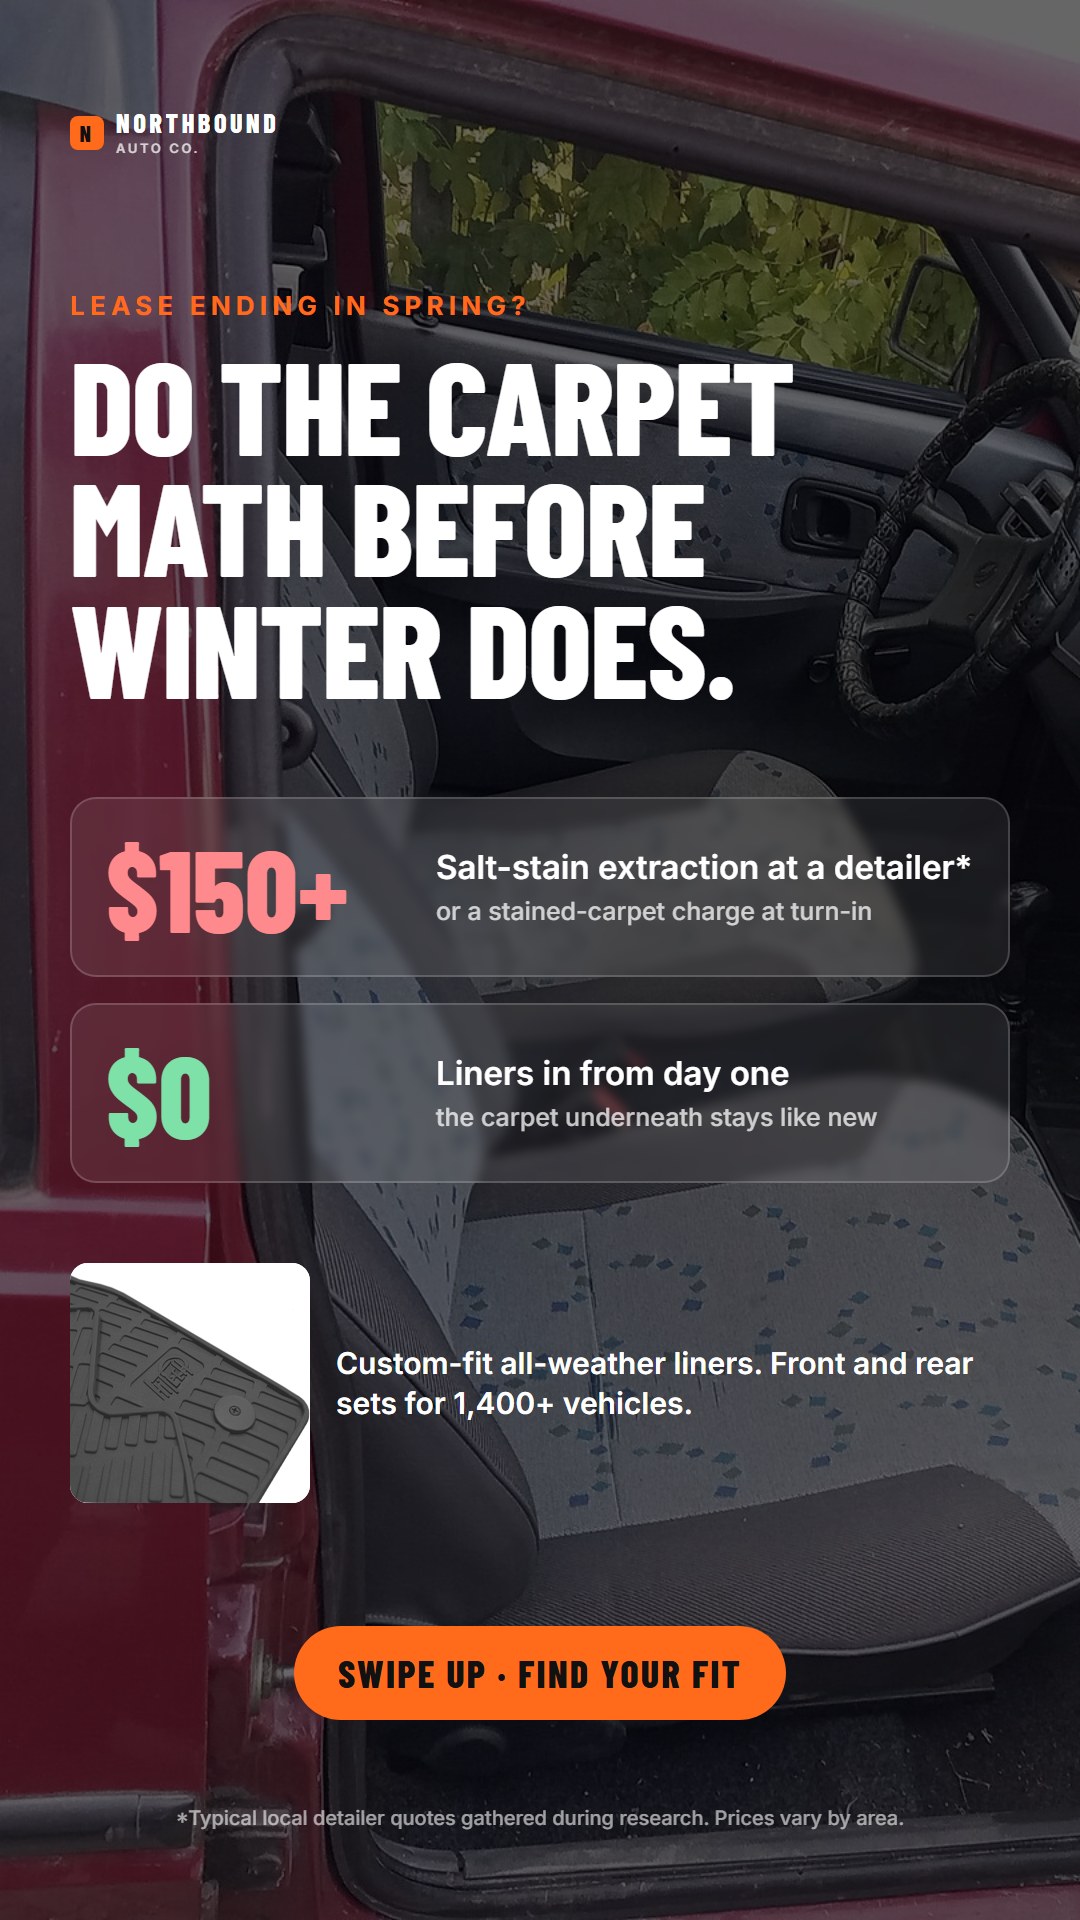 N
NORTHBOUND
AUTO CO.
LEASE ENDING IN SPRING?
DO THE CARPET
MATH BEFORE
WINTER DOES.
$150+
Salt-stain extraction at a detailer*
or a stained-carpet charge at turn-in
$0
Liners in from day one
the carpet underneath stays like new
Custom-fit all-weather liners. Front and rear
sets for 1,400+ vehicles.
SWIPE UP · FIND YOUR FIT
*Typical local detailer quotes gathered during research. Prices vary by area.